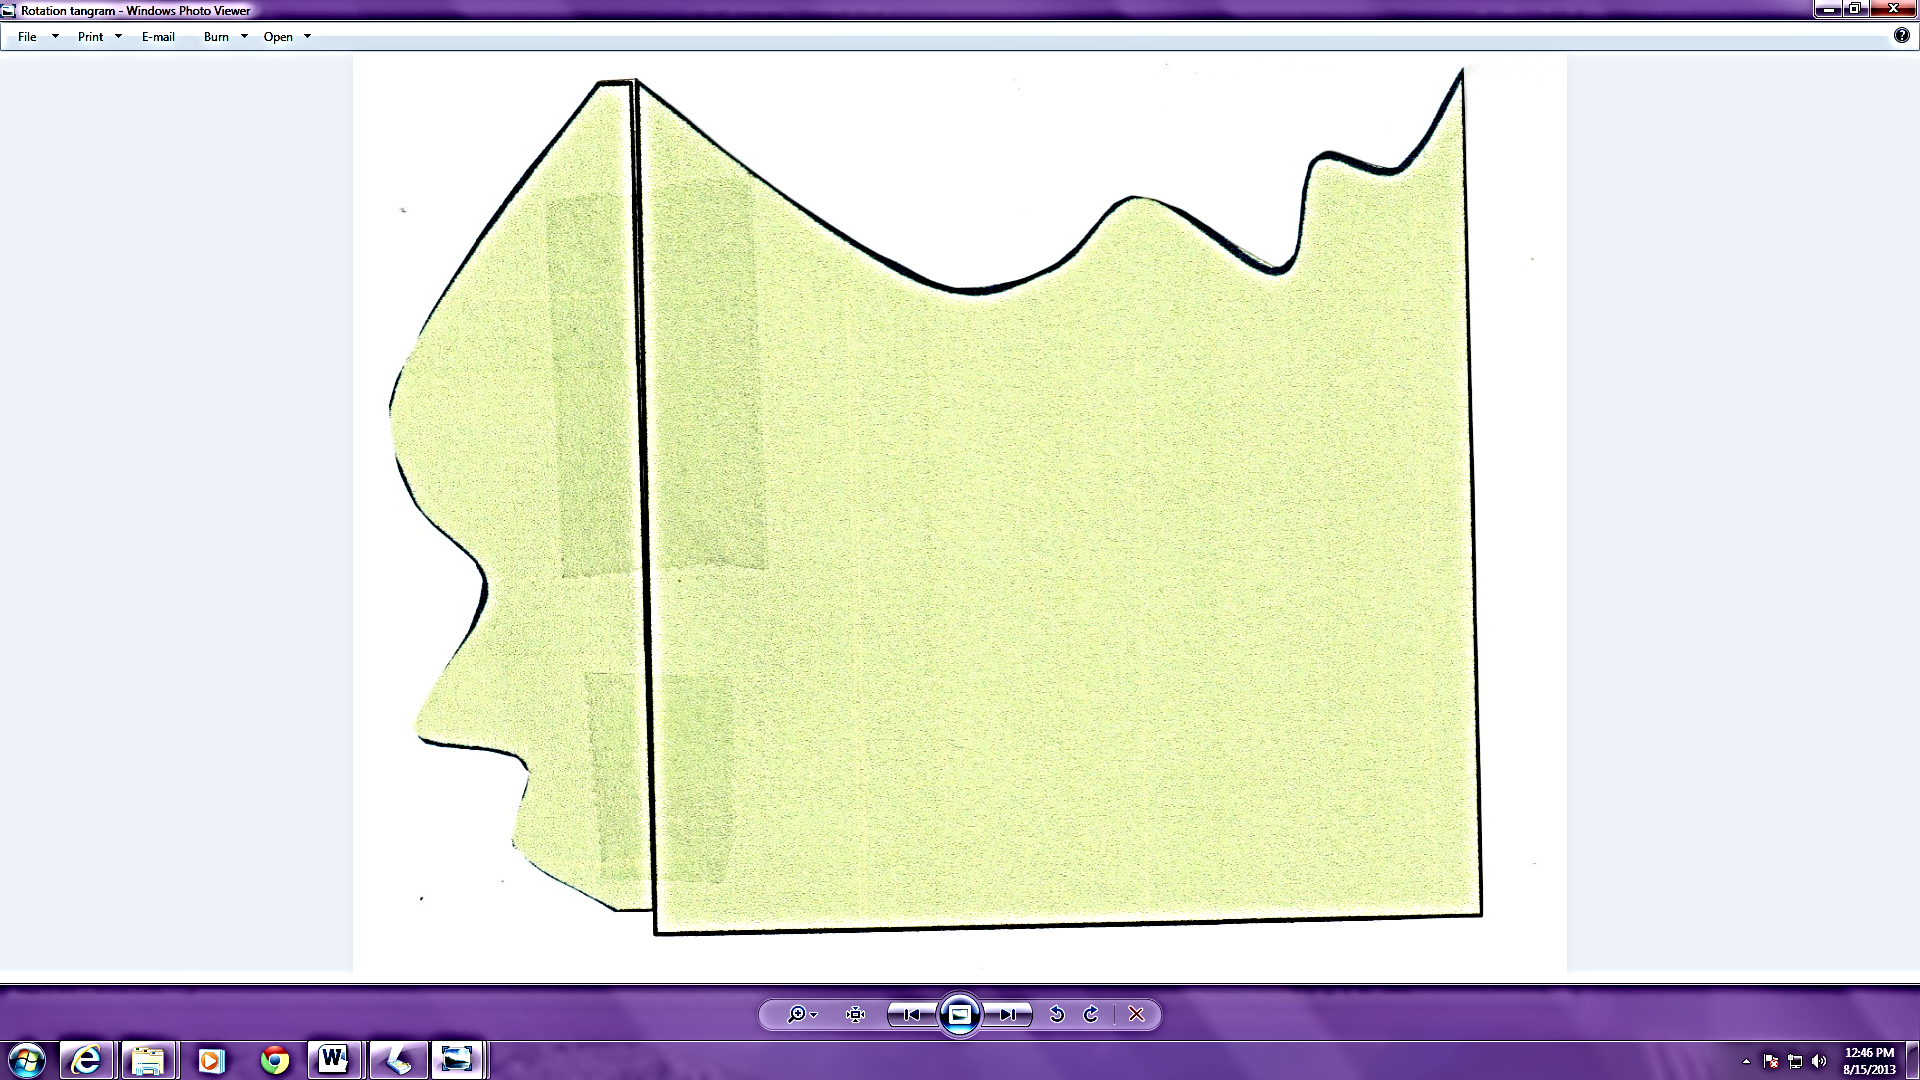 Rotation tangram - Windows Photo Viewer
File Print E-mail Burn Open
12:46 PM
8/15/2013